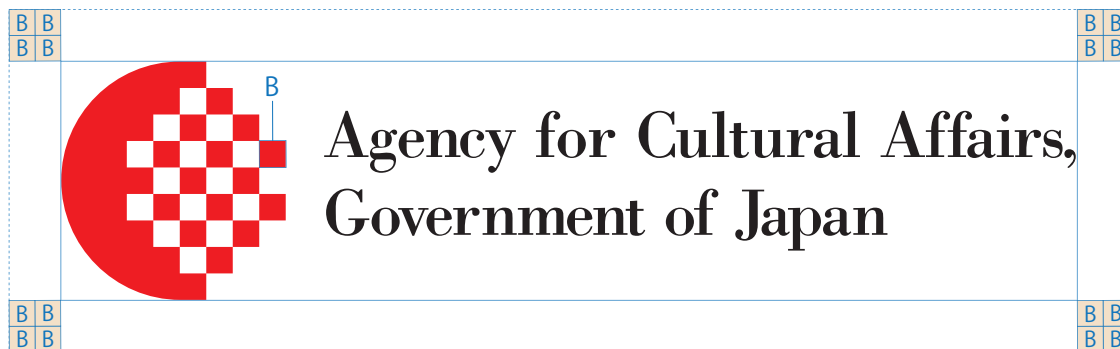 B B B B
B B B B
B
Agency for Cultural Affairs,
Government of Japan
B B B B
B B B B